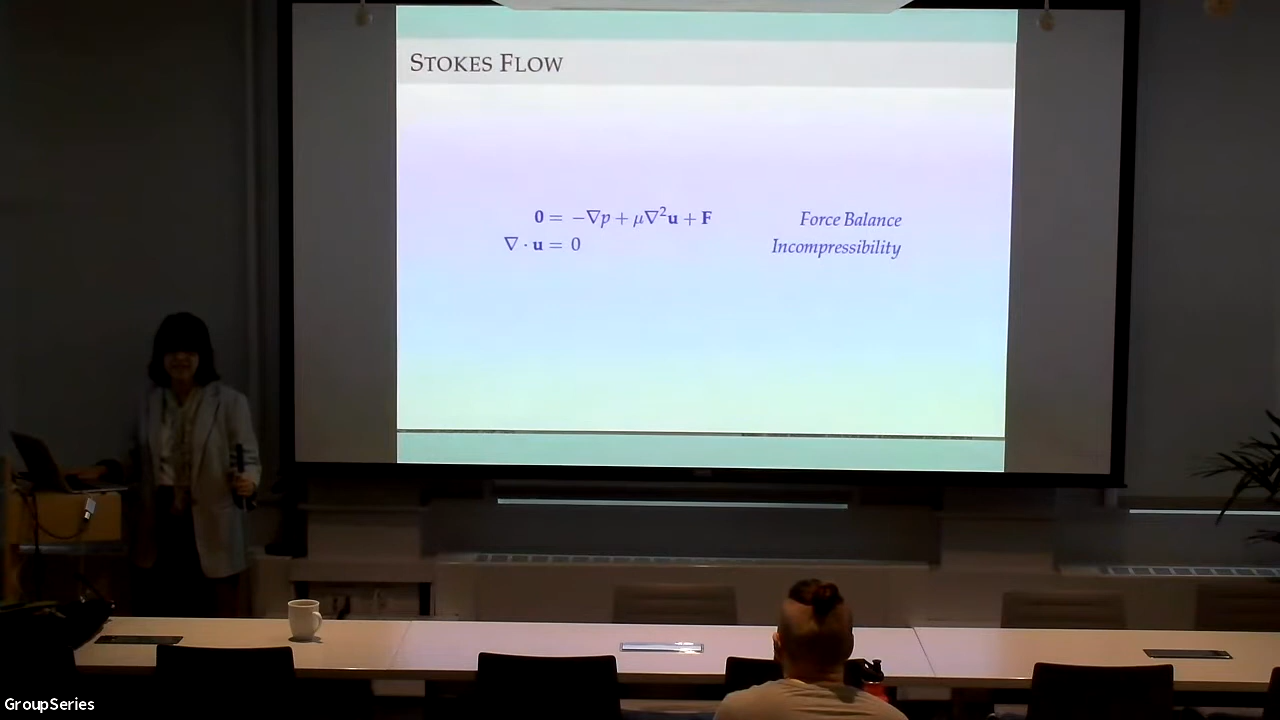 STOKES FLOW
0 = −∇p + μ∇²u + F Force Balance
∇ · u = 0 Incompressibility
GroupSeries